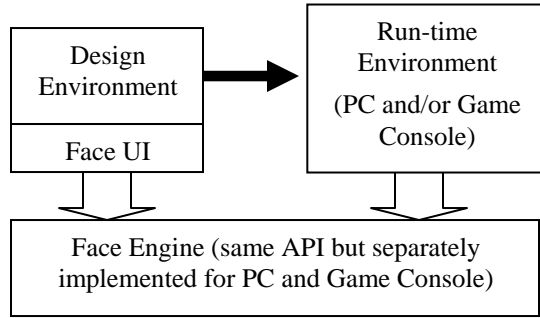 Design
Environment
Face UI
Run-time
Environment
(PC and/or Game
Console)
Face Engine (same API but separately
implemented for PC and Game Console)